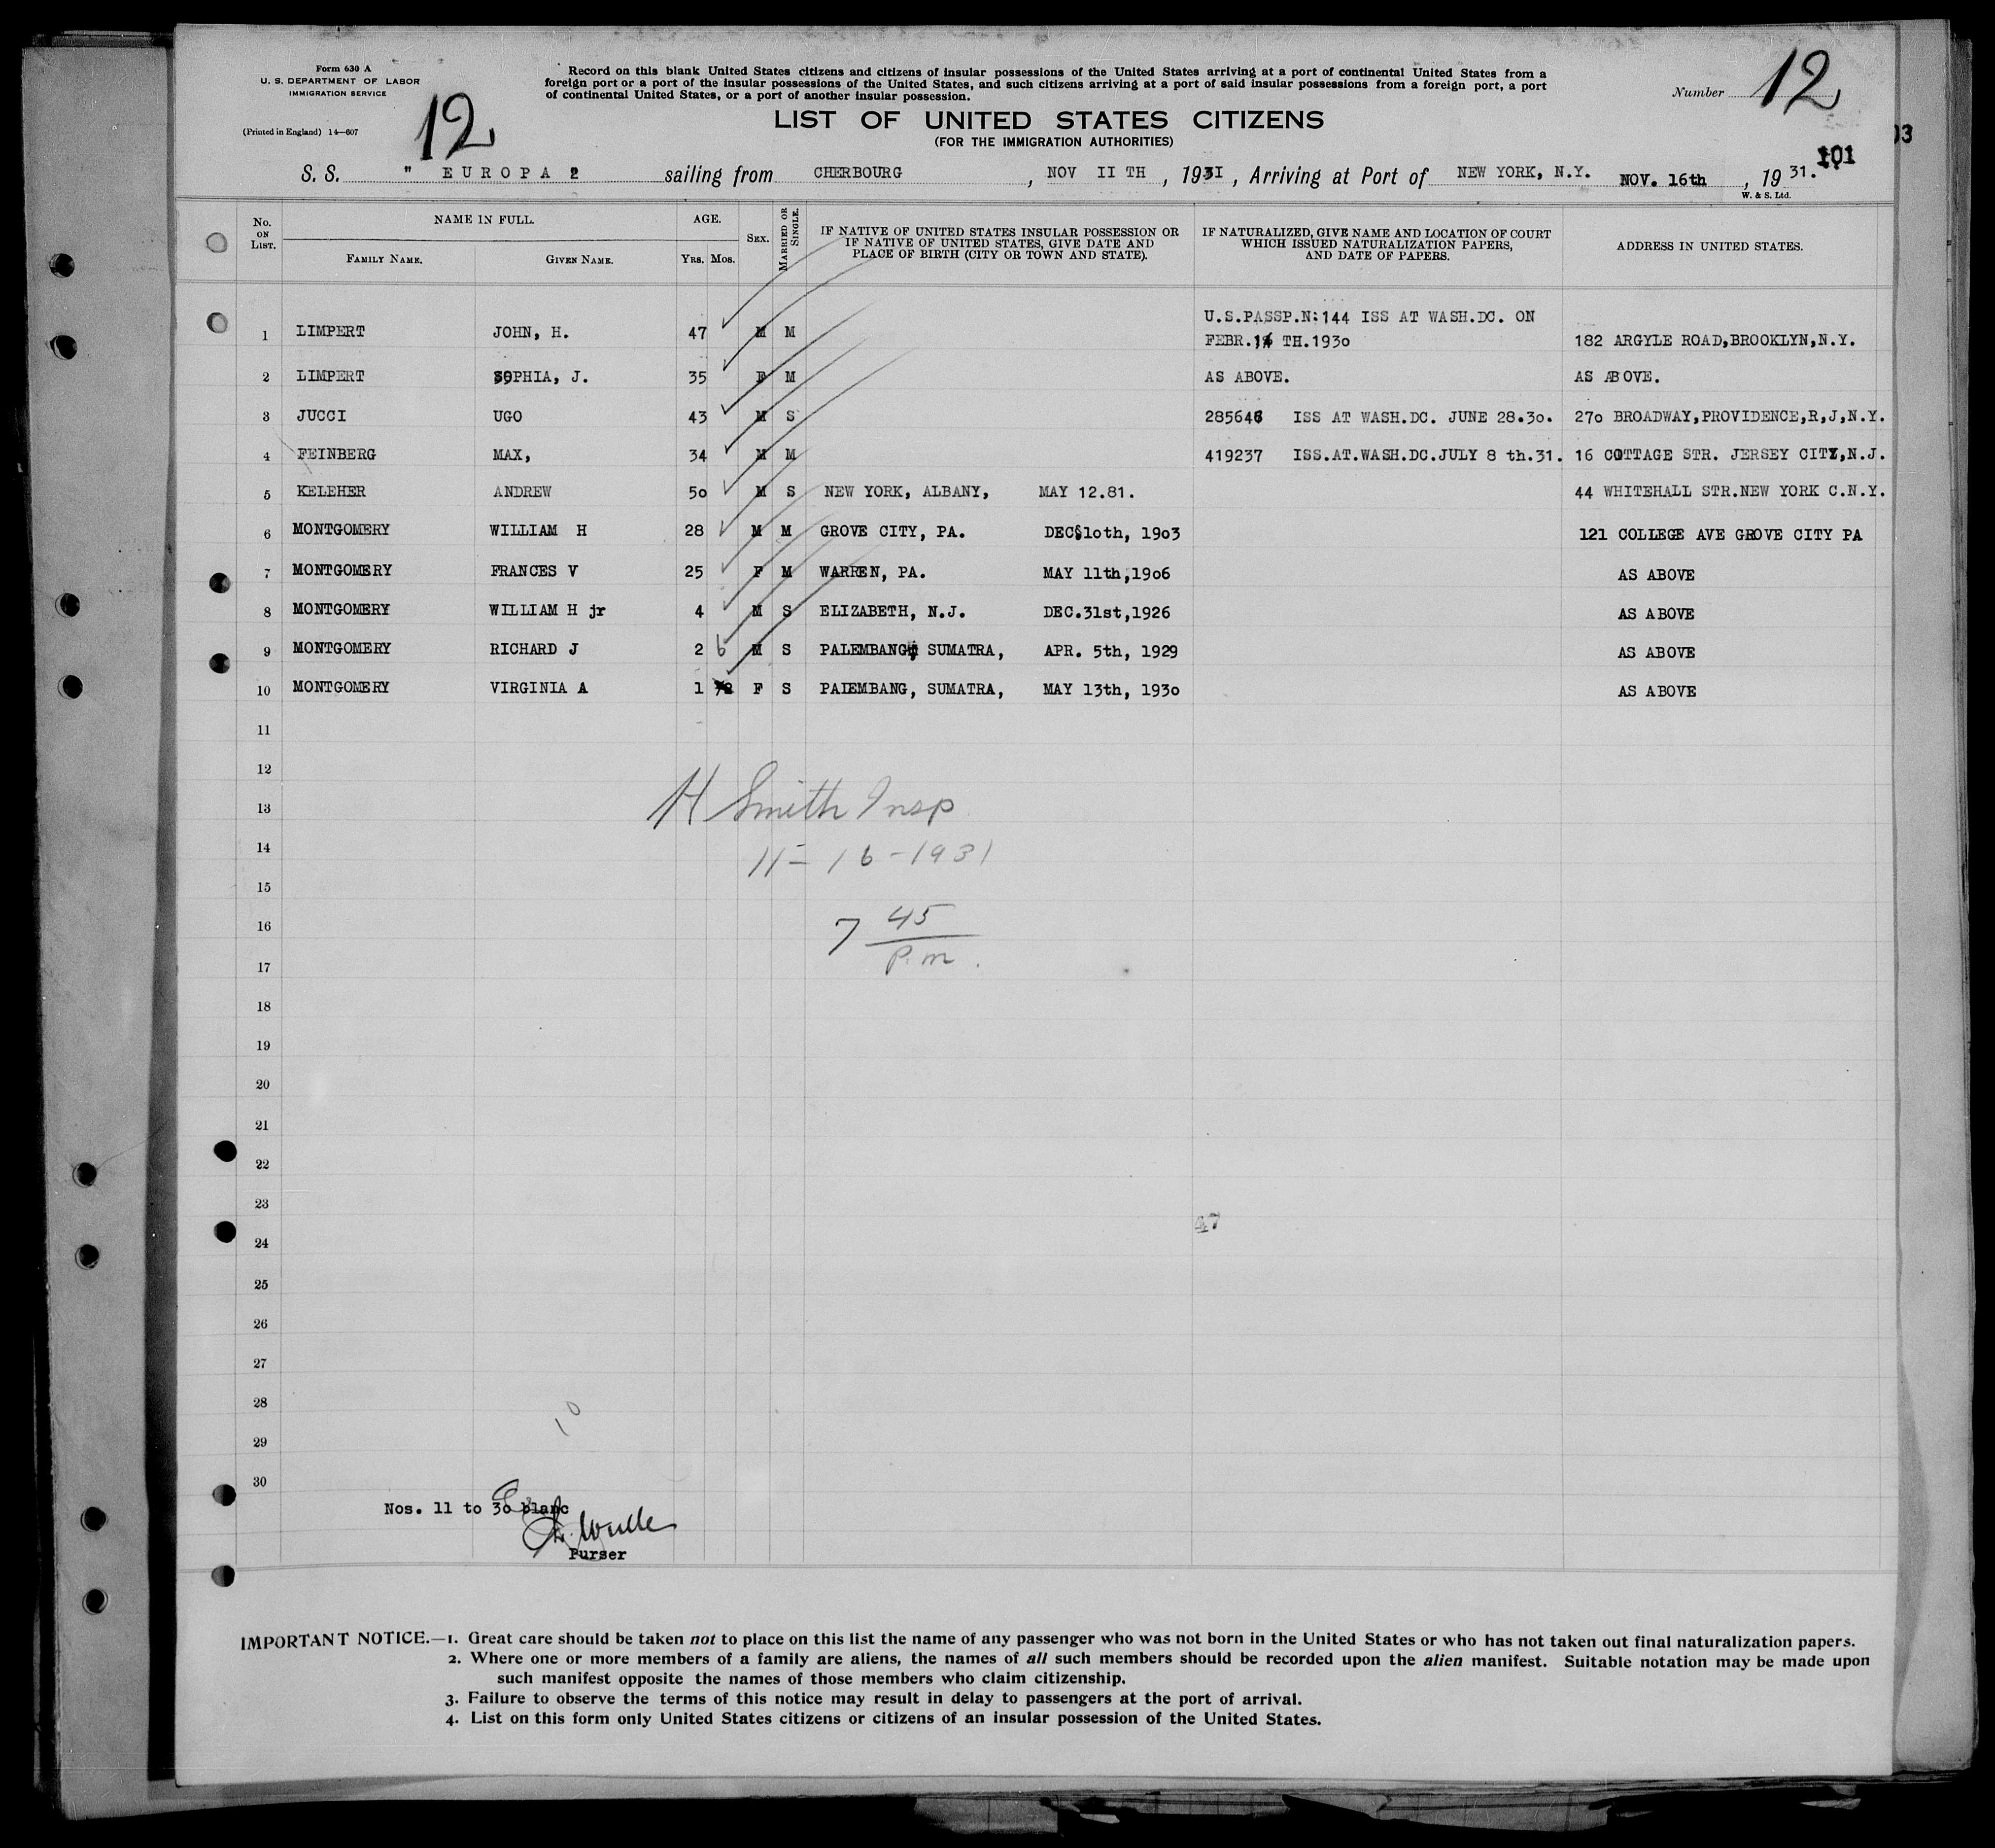 Form 630 A
U. S. DEPARTMENT OF LABOR
IMMIGRATION SERVICE
(Printed in England) 14—607
12
Record on this blank United States citizens and citizens of insular possessions of the United States arriving at a port of continental United States from a
foreign port or a port of the insular possessions of the United States, and such citizens arriving at a port of said insular possessions from a foreign port, a port
of continental United States, or a port of another insular possession.
Number 12
LIST OF UNITED STATES CITIZENS
(FOR THE IMMIGRATION AUTHORITIES)
03
101
S. S. " EUROPA 2 sailing from CHERBOURG, NOV II TH, 1931, Arriving at Port of NEW YORK, N.Y. NOV. 16th, 19 31.
W. & S. Ltd.
No. ON LIST. NAME IN FULL. FAMILY NAME. GIVEN NAME. AGE. YRS. MOS. SEX. MARRIED OR SINGLE. IF NATIVE OF UNITED STATES INSULAR POSSESSION OR IF NATIVE OF UNITED STATES, GIVE DATE AND PLACE OF BIRTH (CITY OR TOWN AND STATE). IF NATURALIZED, GIVE NAME AND LOCATION OF COURT WHICH ISSUED NATURALIZATION PAPERS, AND DATE OF PAPERS. ADDRESS IN UNITED STATES.
U.S.PASSP.N:144 ISS AT WASH.DC. ON
1 LIMPERT JOHN, H. 47 M M FEBR. TH.1930 182 ARGYLE ROAD,BROOKLYN,N.Y.
2 LIMPERT SOPHIA, J. 35 F M AS ABOVE. AS ABOVE.
3 JUCCI UGO 43 M S 285646 ISS AT WASH.DC. JUNE 28.30. 270 BROADWAY,PROVIDENCE,R,J,N.Y.
4 FEINBERG MAX, 34 M M 419237 ISS.AT.WASH.DC.JULY 8 th.31. 16 COTTAGE STR. JERSEY CITY,N.J.
5 KELEHER ANDREW 50 M S NEW YORK, ALBANY, MAY 12.81. 44 WHITEHALL STR.NEW YORK C.N.Y.
6 MONTGOMERY WILLIAM H 28 M M GROVE CITY, PA. DEC 10th, 1903 121 COLLEGE AVE GROVE CITY PA
7 MONTGOMERY FRANCES V 25 F M WARREN, PA. MAY 11th,1906 AS ABOVE
8 MONTGOMERY WILLIAM H jr 4 M S ELIZABETH, N.J. DEC.31st,1926 AS ABOVE
9 MONTGOMERY RICHARD J 2 6 M S PALEMBANG, SUMATRA, APR. 5th, 1929 AS ABOVE
10 MONTGOMERY VIRGINIA A 1 F S PALEMBANG, SUMATRA, MAY 13th, 1930 AS ABOVE
11
12
13 H Smith Insp
14 11-16-1931
15
16 7 45
17 P.m.
18
19
20
21
22
23
47
24
25
26
27
28
10
29
30
Nos. 11 to 30 blanc
Purser
IMPORTANT NOTICE.—1. Great care should be taken not to place on this list the name of any passenger who was not born in the United States or who has not taken out final naturalization papers.
2. Where one or more members of a family are aliens, the names of all such members should be recorded upon the alien manifest. Suitable notation may be made upon
such manifest opposite the names of those members who claim citizenship.
3. Failure to observe the terms of this notice may result in delay to passengers at the port of arrival.
4. List on this form only United States citizens or citizens of an insular possession of the United States.